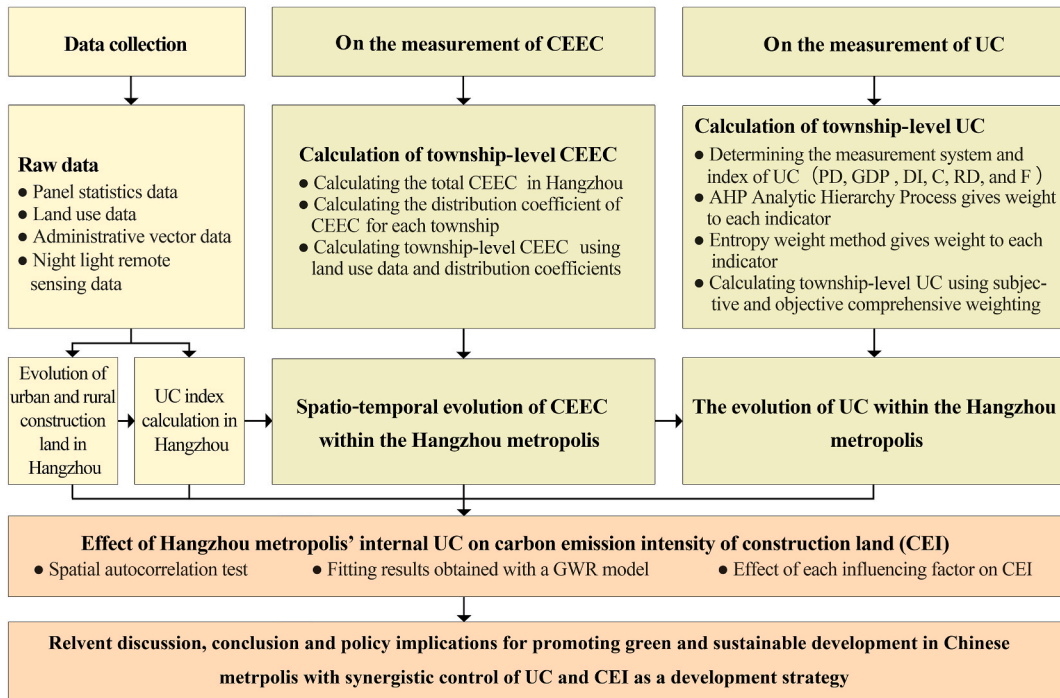 Data collection
On the measurement of CEEC
On the measurement of UC
Raw data
● Panel statistics data
● Land use data
● Administrative vector data
● Night light remote
sensing data
Calculation of township-level CEEC
● Calculating the total CEEC in Hangzhou
● Calculating the distribution coefficient of
CEEC for each township
● Calculating township-level CEEC using
land use data and distribution coefficients
Calculation of township-level UC
● Determining the measurement system and
index of UC（PD, GDP , DI, C, RD, and F ）
● AHP Analytic Hierarchy Process gives weight
to each indicator
● Entropy weight method gives weight to each
indicator
● Calculating township-level UC using subjec-
tive and objective comprehensive weighting
Evolution of
urban and rural
construction
land in
Hangzhou
UC index
calculation in
Hangzhou
Spatio-temporal evolution of CEEC
within the Hangzhou metropolis
The evolution of UC within the Hangzhou
metropolis
Effect of Hangzhou metropolis’ internal UC on carbon emission intensity of construction land (CEI)
● Spatial autocorrelation test
● Fitting results obtained with a GWR model
● Effect of each influencing factor on CEI
Relvent discussion, conclusion and policy implications for promoting green and sustainable development in Chinese
metrpolis with synergistic control of UC and CEI as a development strategy